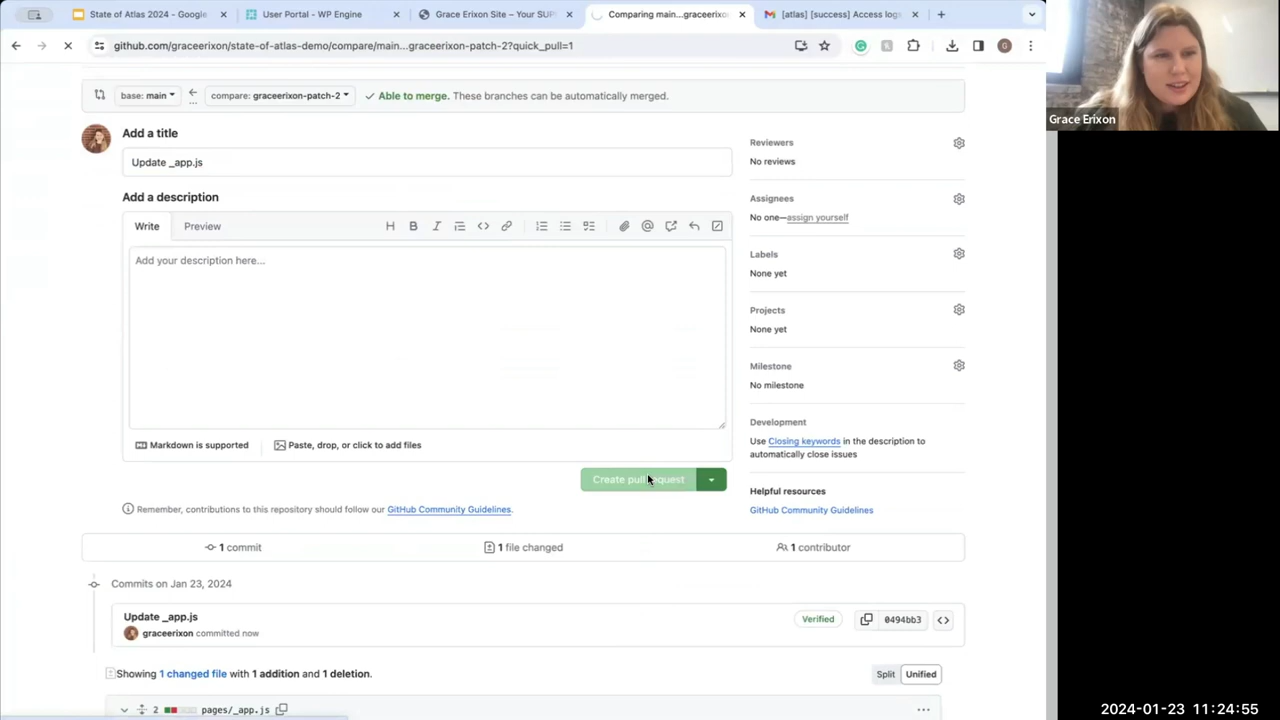 State of Atlas 2024 - Google
User Portal - WP Engine
Grace Erixon Site – Your SUP
Comparing main...graceerixon
[atlas] [success] Access logs
github.com/graceerixon/state-of-atlas-demo/compare/main...graceerixon-patch-2?quick_pull=1
G
Grace Erixon
base: main
...
compare: graceerixon-patch-2
Able to merge. These branches can be automatically merged.
Add a title
Update _app.js
Add a description
Write
Preview
Add your description here...
Markdown is supported
Paste, drop, or click to add files
Create pull request
Remember, contributions to this repository should follow our GitHub Community Guidelines.
Reviewers
No reviews
Assignees
No one—assign yourself
Labels
None yet
Projects
None yet
Milestone
No milestone
Development
Use Closing keywords in the description to
automatically close issues
Helpful resources
GitHub Community Guidelines
1 commit
1 file changed
1 contributor
Commits on Jan 23, 2024
Update _app.js
graceerixon committed now
Verified
0494bb3
Showing 1 changed file with 1 addition and 1 deletion.
Split
Unified
2
pages/_app.js
2024-01-23 11:24:55